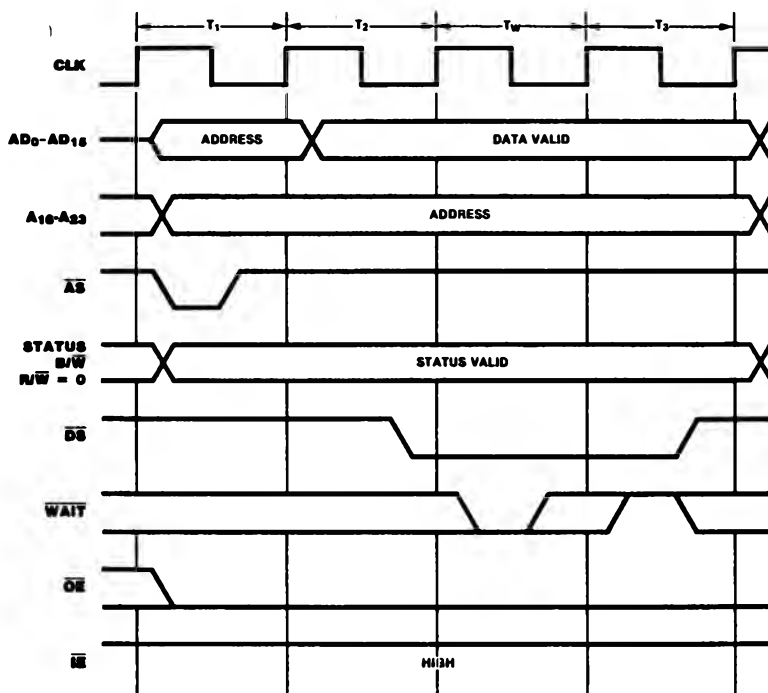 T₁ T₂ TW T₃
CLK
AD₀-AD₁₅ ADDRESS DATA VALID
A₁₆-A₂₃ ADDRESS
AS
STATUS
B/W STATUS VALID
R/W = 0
DS
WAIT
OE
IE
HIGH